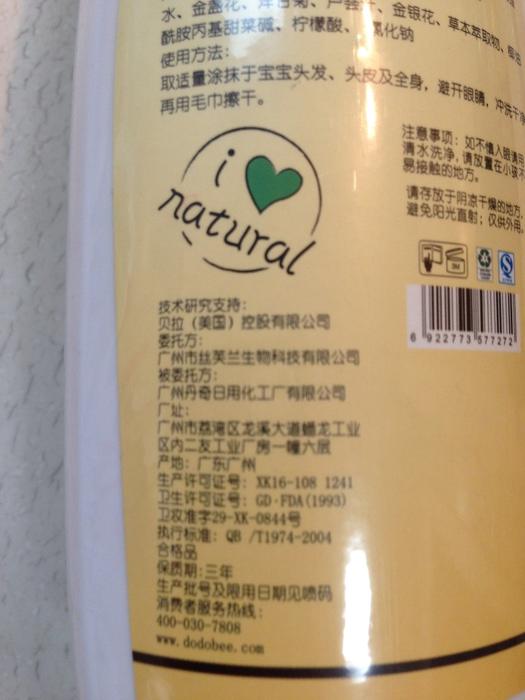 水、金盏花、洋甘菊、芦荟汁、金银花、草本萃取物、椰油
酰胺丙基甜菜碱、柠檬酸、氯化钠
使用方法：
取适量涂抹于宝宝头发、头皮及全身，避开眼睛，冲洗干净
再用毛巾擦干。
注意事项：如不慎入眼请用
清水洗净，请放置在小孩不
易接触的地方。
请存放于阴凉干燥的地方，
避免阳光直射；仅供外用。
i
natural
3M
QS
6 922773 577272
技术研究支持：
贝拉（美国）控股有限公司
委托方：
广州市丝芙兰生物科技有限公司
被委托方：
广州丹奇日用化工厂有限公司
厂址：
广州市荔湾区龙溪大道蟠龙工业
区内二友工业厂房一幢六层
产地：广东广州
生产许可证号：XK16-108 1241
卫生许可证号：GD·FDA(1993)
卫妆准字29-XK-0844号
执行标准：QB /T1974-2004
合格品
保质期:三年
生产批号及限用日期见喷码
消费者服务热线：
400-030-7808
www.dodobee.com